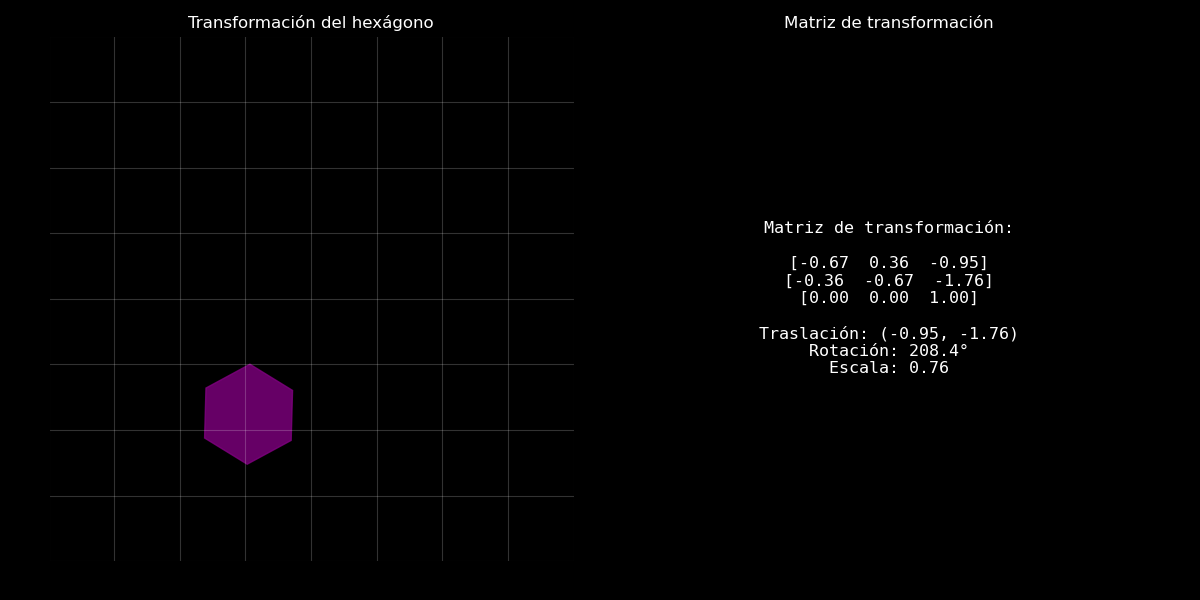 Transformación del hexágono
Matriz de transformación
Matriz de transformación:
[-0.67  0.36  -0.95]
[-0.36  -0.67  -1.76]
[0.00  0.00  1.00]
Traslación: (-0.95, -1.76)
Rotación: 208.4°
Escala: 0.76